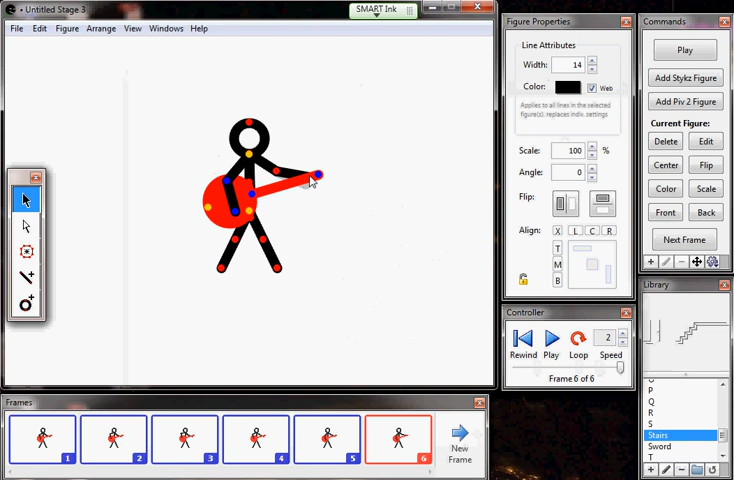 • Untitled Stage 3
SMART Ink
File Edit Figure Arrange View Windows Help
Figure Properties
Line Attributes
Width: 14
Color: Web
Applies to all lines in the selected
figure(s), replaces indiv. settings
Scale: 100 %
Angle: 0
Flip:
Align: X L C R
T
M
B
Commands
Play
Add Stykz Figure
Add Piv 2 Figure
Current Figure:
Delete Edit
Center Flip
Color Scale
Front Back
Next Frame
Library
P
Q
R
S
Stairs
Sword
T
Controller
2
Rewind Play Loop Speed
Frame 6 of 6
Frames
1 2 3 4 5 6
New
Frame